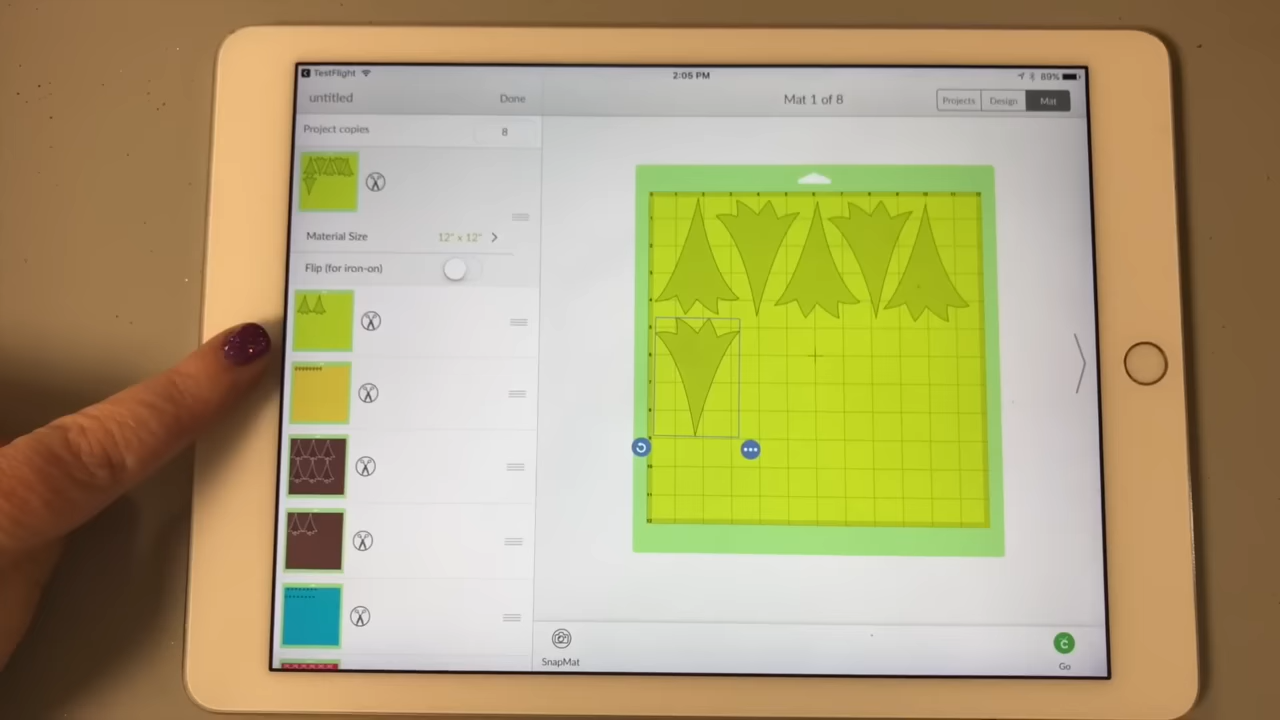 TestFlight
2:05 PM
89%
untitled
Done
Mat 1 of 8
Projects
Design
Mat
Project copies
8
Material Size
12" x 12"
Flip (for iron-on)
SnapMat
C
Go